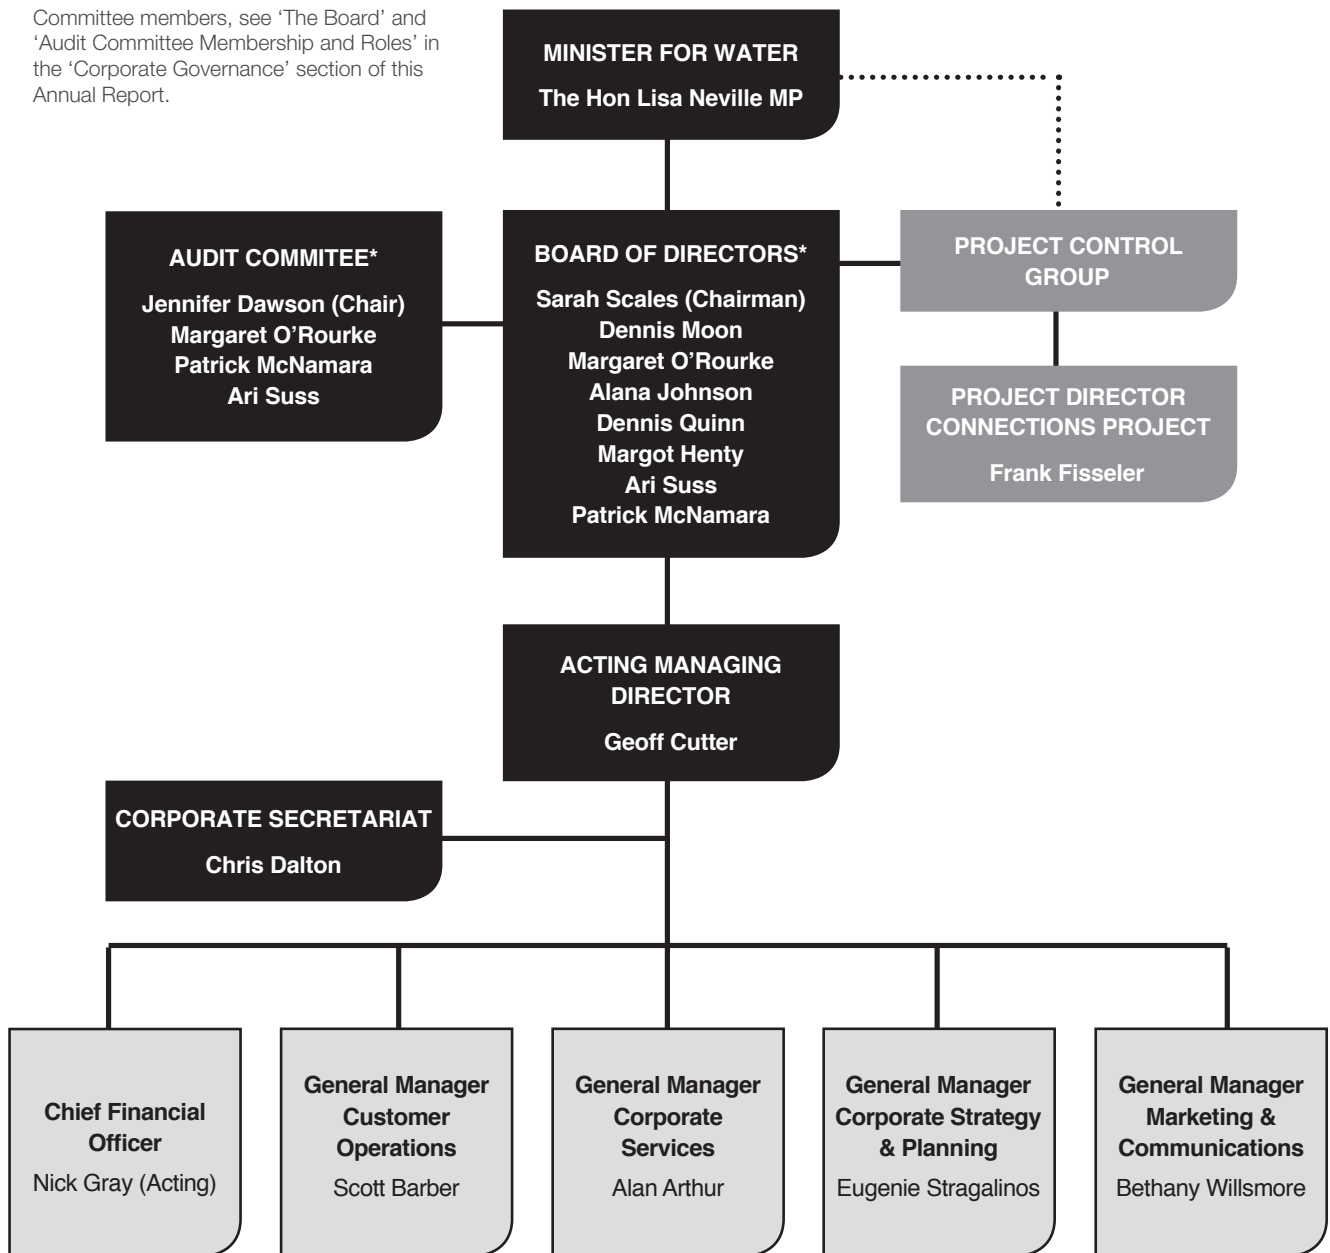 Committee members, see ‘The Board’ and
‘Audit Committee Membership and Roles’ in
the ‘Corporate Governance’ section of this
Annual Report.
MINISTER FOR WATER
The Hon Lisa Neville MP
AUDIT COMMITEE*
Jennifer Dawson (Chair)
Margaret O’Rourke
Patrick McNamara
Ari Suss
BOARD OF DIRECTORS*
Sarah Scales (Chairman)
Dennis Moon
Margaret O’Rourke
Alana Johnson
Dennis Quinn
Margot Henty
Ari Suss
Patrick McNamara
PROJECT CONTROL
GROUP
PROJECT DIRECTOR
CONNECTIONS PROJECT
Frank Fisseler
ACTING MANAGING
DIRECTOR
Geoff Cutter
CORPORATE SECRETARIAT
Chris Dalton
Chief Financial
Officer
Nick Gray (Acting)
General Manager
Customer
Operations
Scott Barber
General Manager
Corporate
Services
Alan Arthur
General Manager
Corporate Strategy
& Planning
Eugenie Stragalinos
General Manager
Marketing &
Communications
Bethany Willsmore